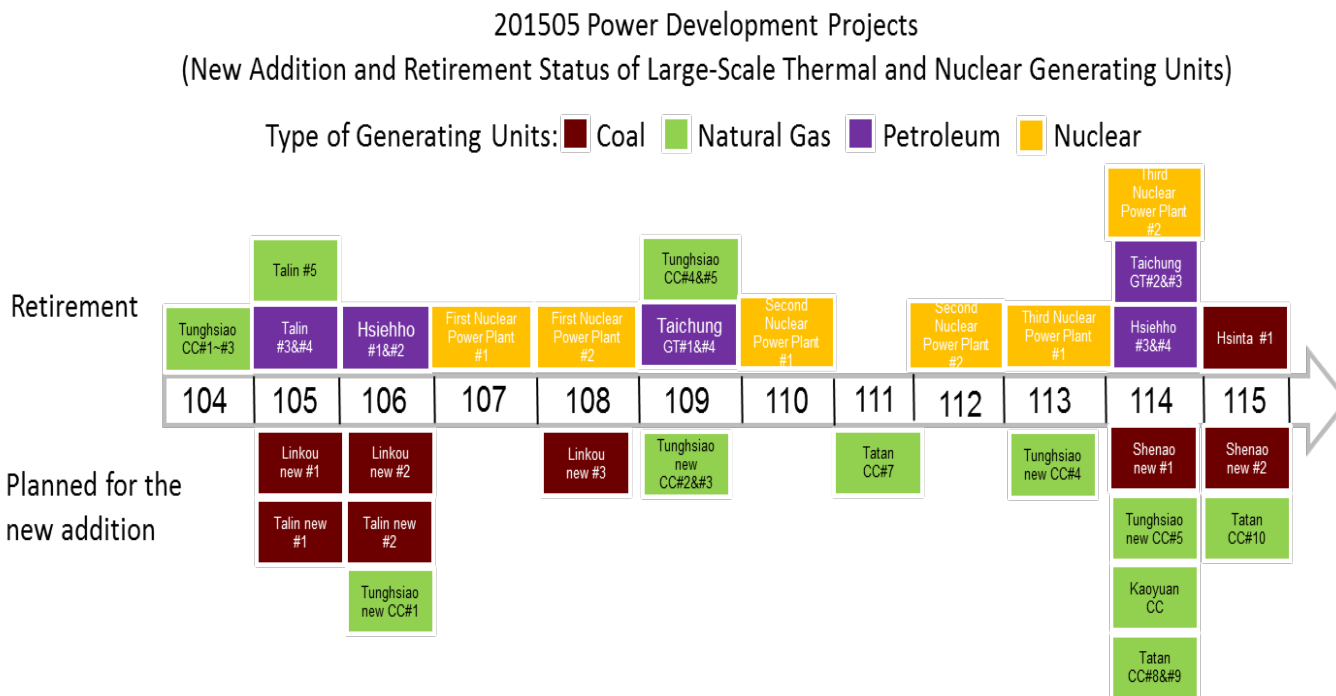 201505 Power Development Projects
(New Addition and Retirement Status of Large-Scale Thermal and Nuclear Generating Units)
Type of Generating Units: Coal Natural Gas Petroleum Nuclear
Retirement
Tunghsiao
CC#1~#3
Talin #5
Talin
#3&#4
Hsiehho
#1&#2
First Nuclear
Power Plant
#1
First Nuclear
Power Plant
#2
Tunghsiao
CC#4&#5
Taichung
GT#1&#4
Second
Nuclear
Power Plant
#1
Second
Nuclear
Power Plant
#2
Third Nuclear
Power Plant
#1
Third
Nuclear
Power Plant
#2
Taichung
GT#2&#3
Hsiehho
#3&#4
Hsinta #1
104 105 106 107 108 109 110 111 112 113 114 115
Planned for the
new addition
Linkou
new #1
Talin new
#1
Linkou
new #2
Talin new
#2
Tunghsiao
new CC#1
Linkou
new #3
Tunghsiao
new
CC#2&#3
Tatan
CC#7
Tunghsiao
new CC#4
Shenao
new #1
Tunghsiao
new CC#5
Kaoyuan
CC
Tatan
CC#8&#9
Shenao
new #2
Tatan
CC#10